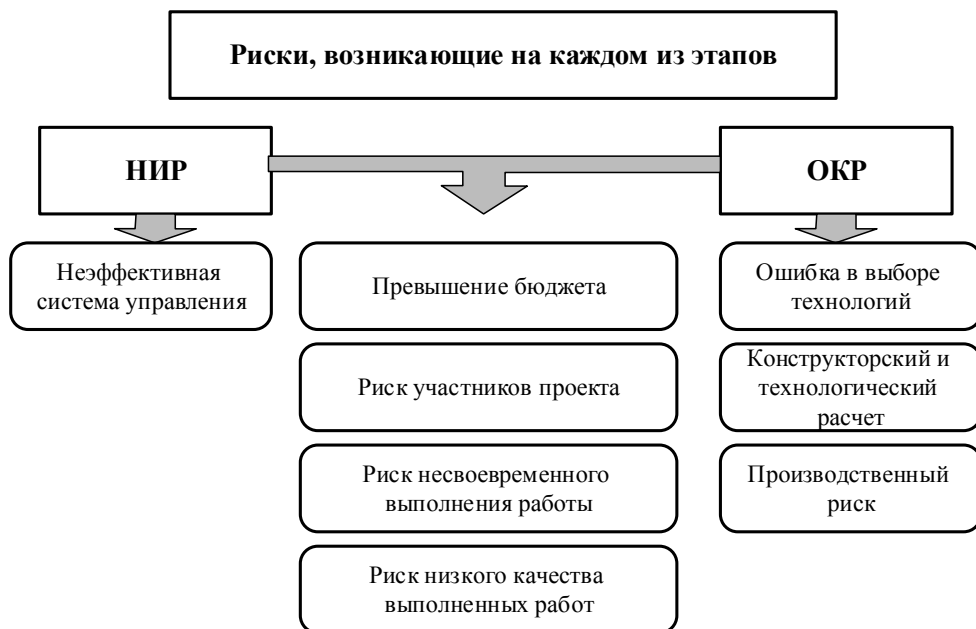 Риски, возникающие на каждом из этапов
НИР
ОКР
Неэффективная
система управления
Превышение бюджета
Риск участников проекта
Риск несвоевременного
выполнения работы
Риск низкого качества
выполненных работ
Ошибка в выборе
технологий
Конструкторский и
технологический
расчет
Производственный
риск